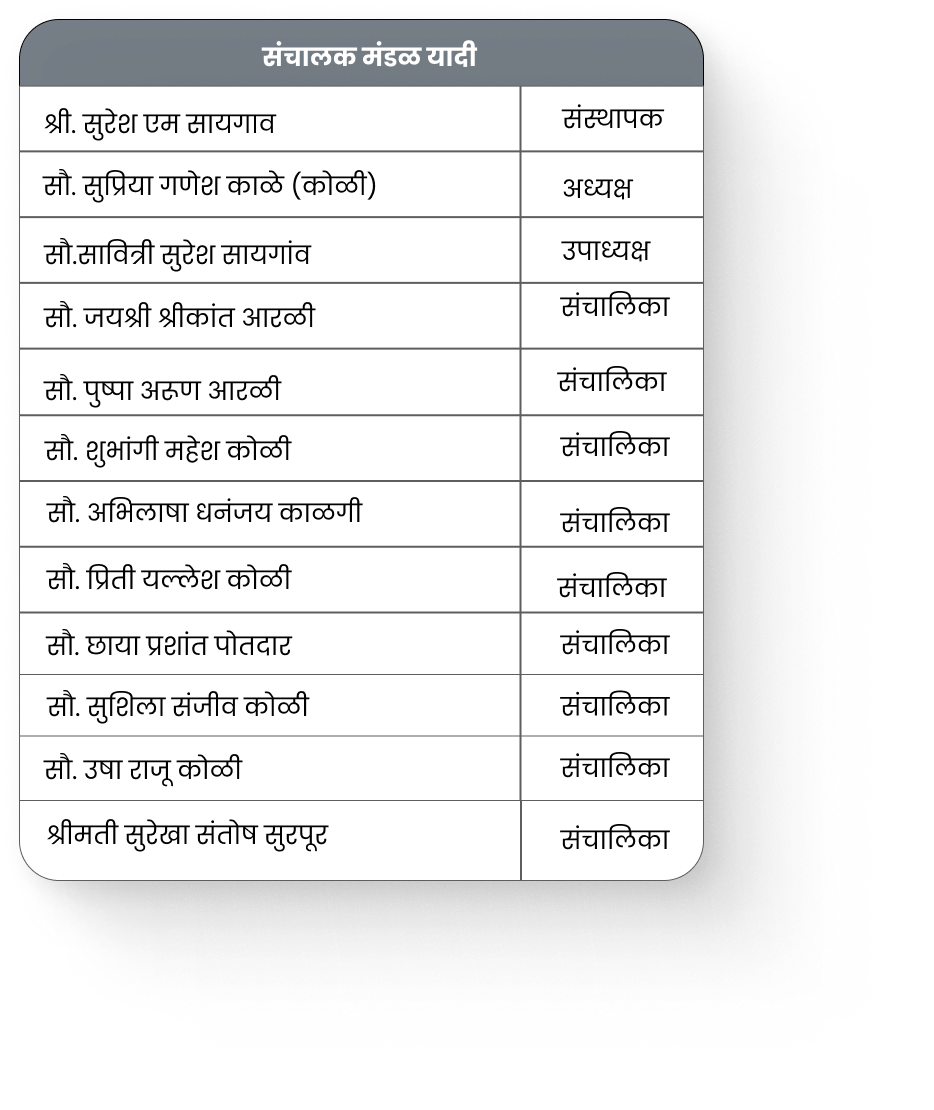 संचालक मंडळ यादी
श्री. सुरेश एम सायगाव संस्थापक
सौ. सुप्रिया गणेश काळे (कोळी) अध्यक्ष
सौ.सावित्री सुरेश सायगांव उपाध्यक्ष
सौ. जयश्री श्रीकांत आरळी संचालिका
सौ. पुष्पा अरूण आरळी संचालिका
सौ. शुभांगी महेश कोळी संचालिका
सौ. अभिलाषा धनंजय काळगी संचालिका
सौ. प्रिती यल्लेश कोळी संचालिका
सौ. छाया प्रशांत पोतदार संचालिका
सौ. सुशिला संजीव कोळी संचालिका
सौ. उषा राजू कोळी संचालिका
श्रीमती सुरेखा संतोष सुरपूर संचालिका